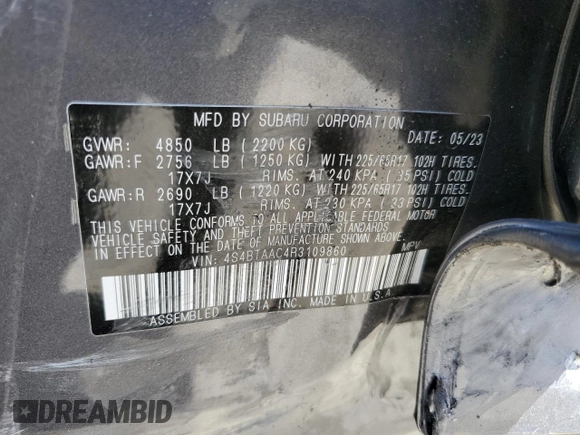 MFD BY SUBARU CORPORATION
GVWR: 4850 LB (2200 KG) DATE: 05/23
GAWR:F 2756 LB (1250 KG) WITH 225/65R17 102H TIRES.
17X7J RIMS. AT 240 KPA (35 PSI) COLD
GAWR:R 2690 LB (1220 KG) WITH 225/65R17 102H TIRES.
17X7J RIMS. AT 230 KPA (33 PSI) COLD
THIS VEHICLE CONFORMS TO ALL APPLICABLE FEDERAL MOTOR
VEHICLE SAFETY AND THEFT PREVENTION STANDARDS
IN EFFECT ON THE DATE OF MANUFACTURE SHOWN ABOVE.
VIN: 4S4BTAAC4R3109860 MPV
ASSEMBLED BY SIA INC. MADE IN U.S.A
DREAMBID